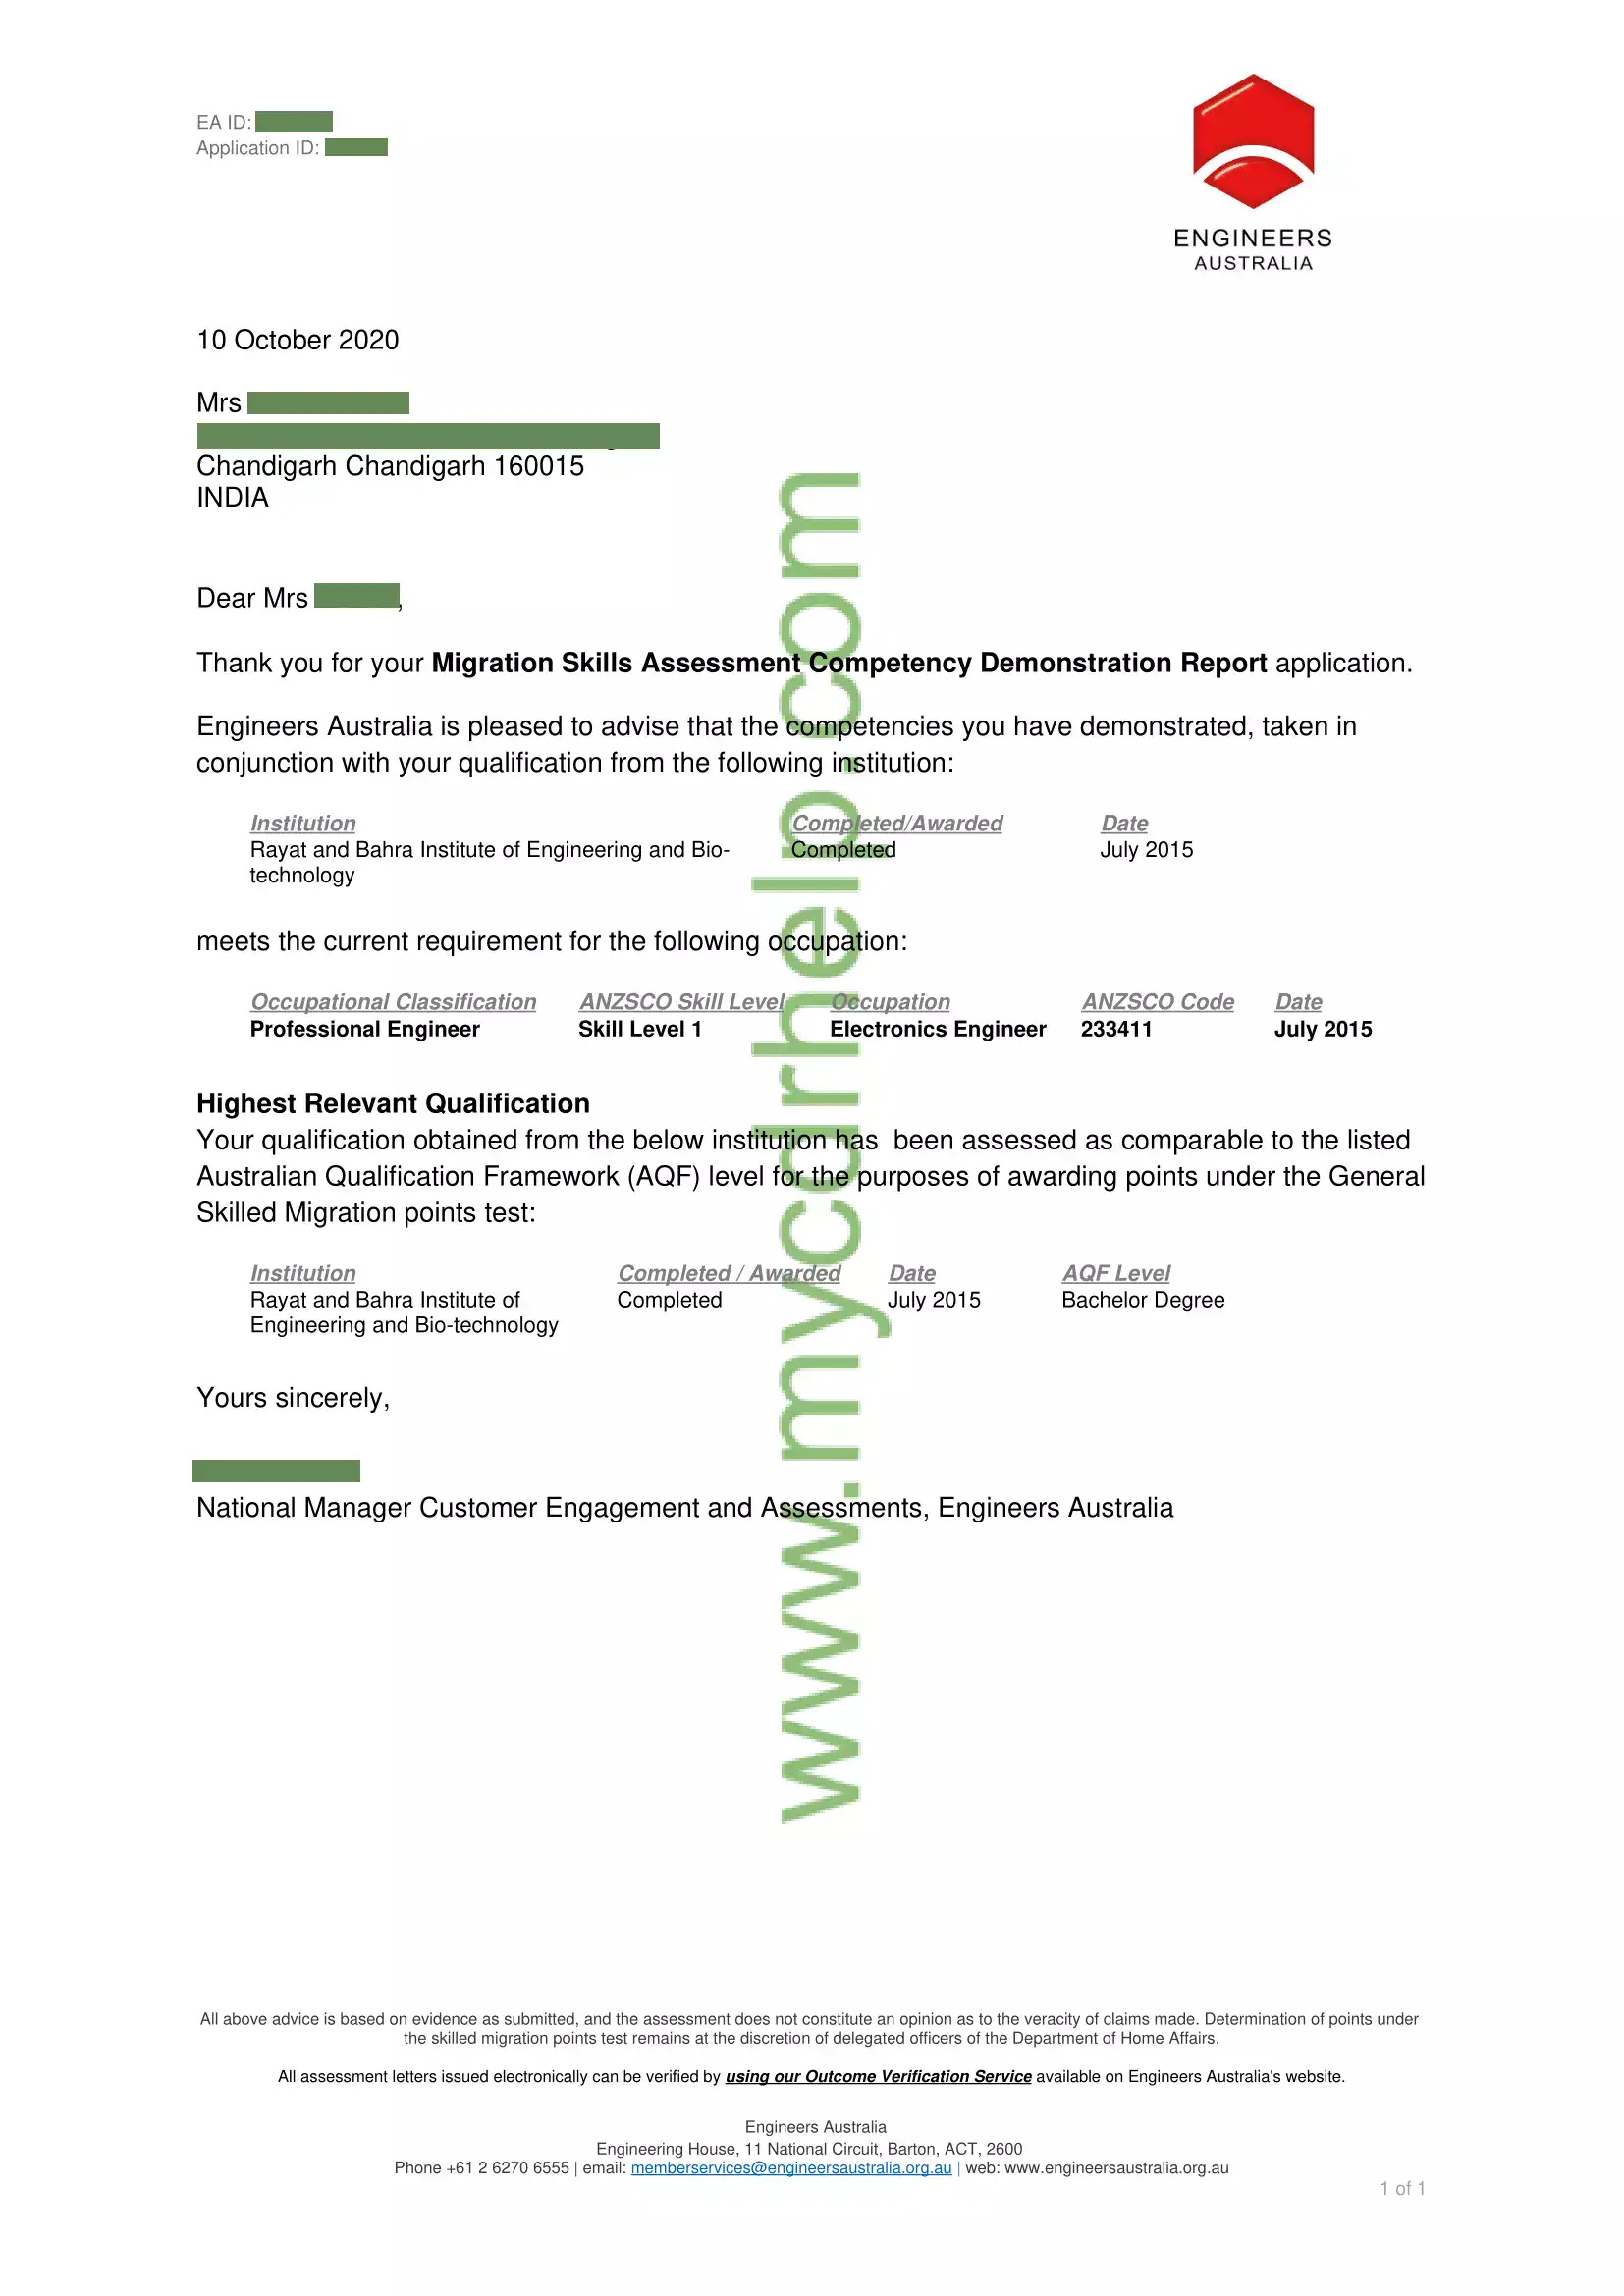 EA ID:
Application ID:
ENGINEERS
AUSTRALIA
10 October 2020
Mrs
Chandigarh Chandigarh 160015
INDIA
Dear Mrs ,
Thank you for your Migration Skills Assessment Competency Demonstration Report application.
Engineers Australia is pleased to advise that the competencies you have demonstrated, taken in
conjunction with your qualification from the following institution:
Institution Completed/Awarded Date
Rayat and Bahra Institute of Engineering and Bio- Completed July 2015
technology
meets the current requirement for the following occupation:
Occupational Classification ANZSCO Skill Level Occupation ANZSCO Code Date
Professional Engineer Skill Level 1 Electronics Engineer 233411 July 2015
Highest Relevant Qualification
Your qualification obtained from the below institution has been assessed as comparable to the listed
Australian Qualification Framework (AQF) level for the purposes of awarding points under the General
Skilled Migration points test:
Institution Completed / Awarded Date AQF Level
Rayat and Bahra Institute of Completed July 2015 Bachelor Degree
Engineering and Bio-technology
Yours sincerely,
National Manager Customer Engagement and Assessments, Engineers Australia
www.mycdrhelp.com
All above advice is based on evidence as submitted, and the assessment does not constitute an opinion as to the veracity of claims made. Determination of points under
the skilled migration points test remains at the discretion of delegated officers of the Department of Home Affairs.
All assessment letters issued electronically can be verified by using our Outcome Verification Service available on Engineers Australia's website.
Engineers Australia
Engineering House, 11 National Circuit, Barton, ACT, 2600
Phone +61 2 6270 6555 | email: memberservices@engineersaustralia.org.au | web: www.engineersaustralia.org.au
1 of 1